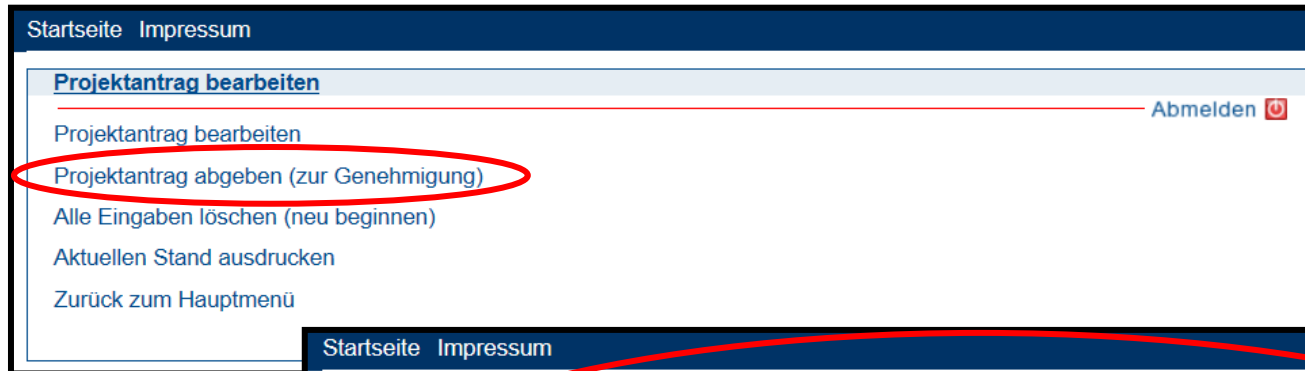 Startseite Impressum
Projektantrag bearbeiten
Abmelden
Projektantrag bearbeiten
Projektantrag abgeben (zur Genehmigung)
Alle Eingaben löschen (neu beginnen)
Aktuellen Stand ausdrucken
Zurück zum Hauptmenü
Startseite Impressum